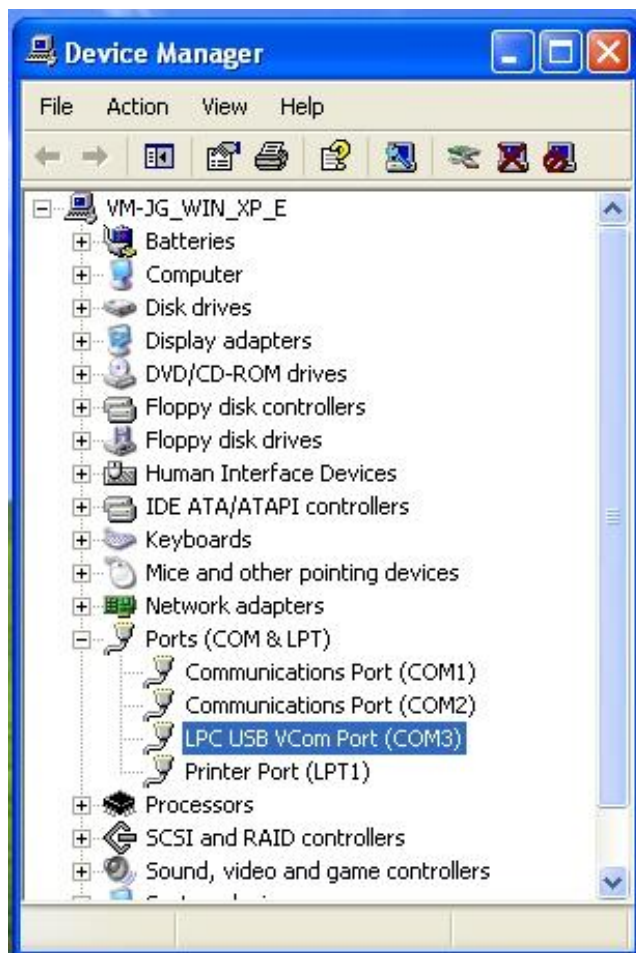 Device Manager
File Action View Help
VM-JG_WIN_XP_E
Batteries
Computer
Disk drives
Display adapters
DVD/CD-ROM drives
Floppy disk controllers
Floppy disk drives
Human Interface Devices
IDE ATA/ATAPI controllers
Keyboards
Mice and other pointing devices
Network adapters
Ports (COM & LPT)
Communications Port (COM1)
Communications Port (COM2)
LPC USB VCom Port (COM3)
Printer Port (LPT1)
Processors
SCSI and RAID controllers
Sound, video and game controllers